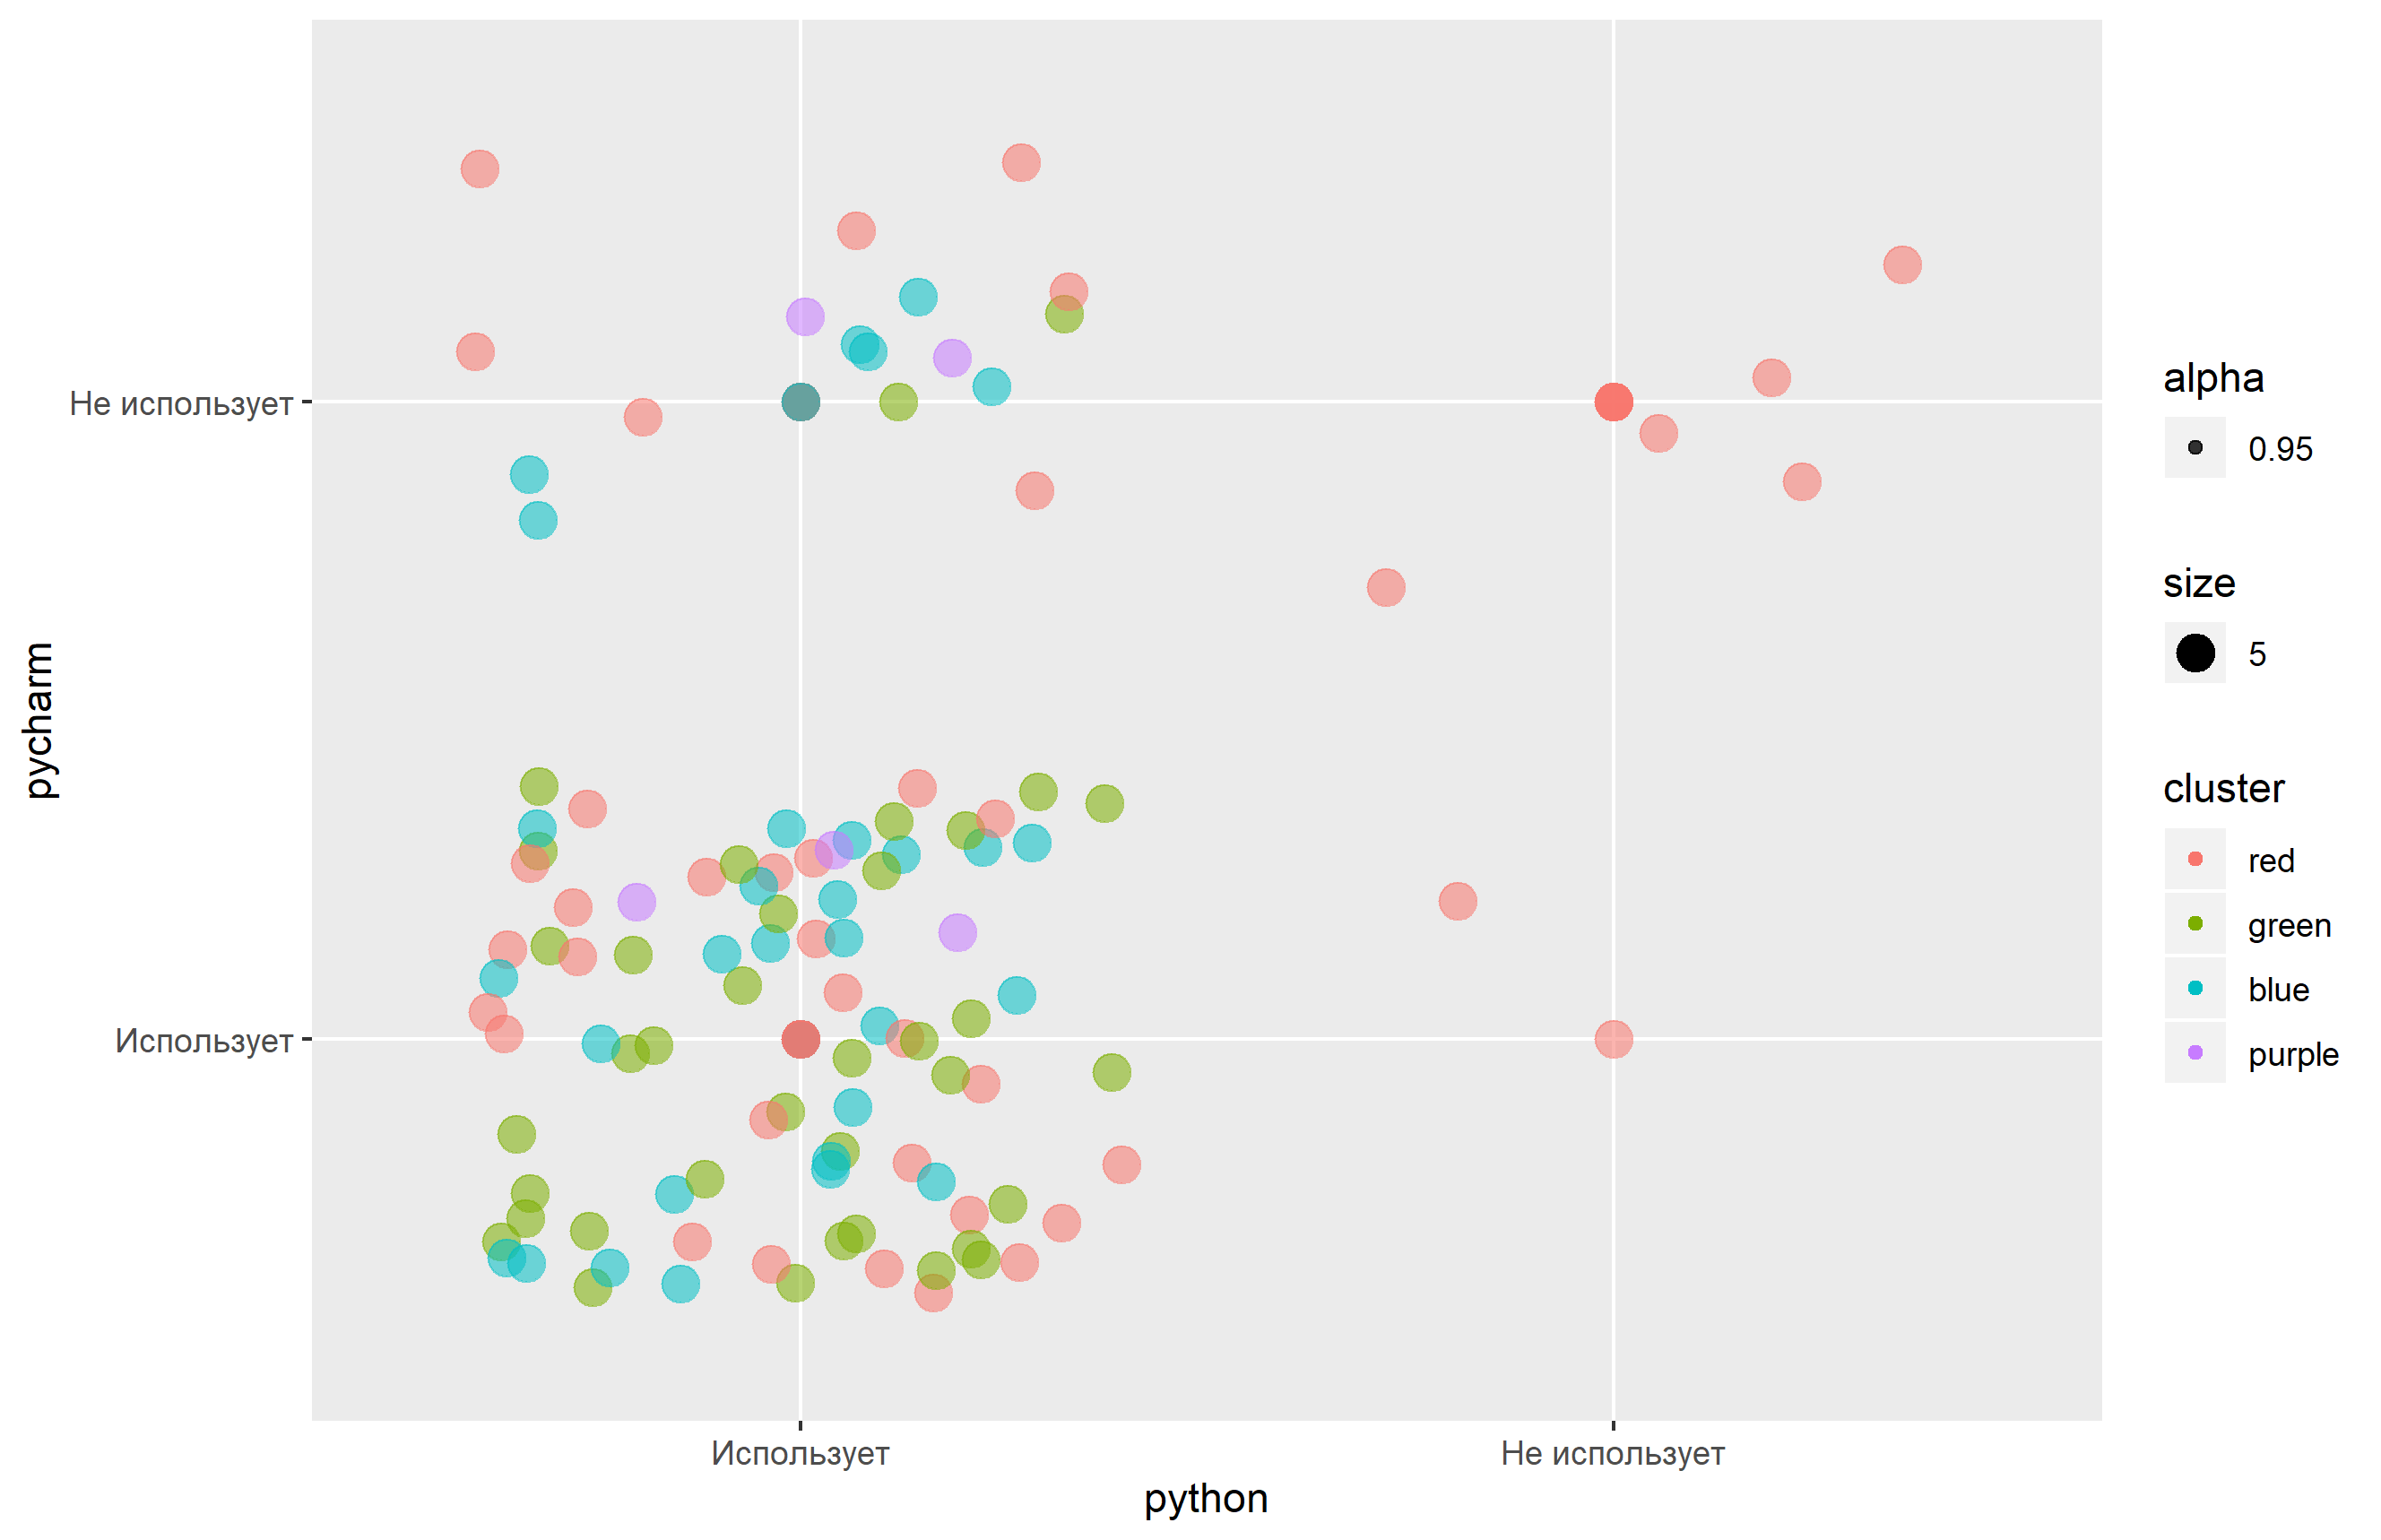 pycharm
Не использует
Использует
Использует
Не использует
python
alpha
0.95
size
5
cluster
red
green
blue
purple